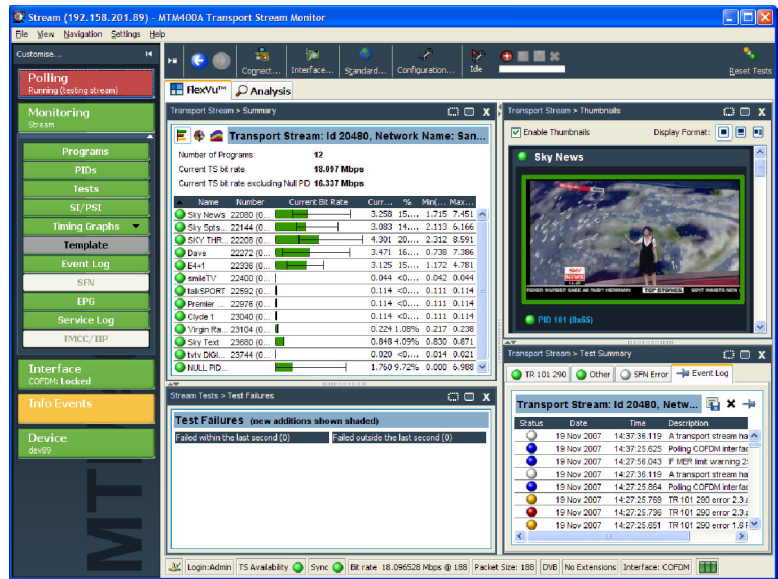 Stream (192.158.201.89) - MTM400A Transport Stream Monitor
File View Navigation Settings Help
Customise...
Polling
Running (testing stream)
Monitoring
Stream
Programs
PIDs
Tests
SI/PSI
Timing Graphs
Template
Event Log
SFN
EPG
Service Log
IMCC/IIP
Interface
COFDM: Locked
Info Events
Device
dev89
MT
Connect... Interface... Standard... Configuration... Idle Reset Tests
FlexVu™ Analysis
Transport Stream > Summary
Transport Stream: Id 20480, Network Name: San...
Number of Programs 12
Current TS bit rate 18.097 Mbps
Current TS bit rate excluding Null PID 16.337 Mbps
Name Number Current Bit Rate Curr... % Min(... Max...
Sky News 22080 (0... 3.258 15.... 1.715 7.451
Sky Spts... 22144 (0... 3.083 14.... 2.113 6.166
SKY THR... 22208 (0... 4.301 20.... 2.312 8.591
Dave 22272 (0... 3.471 16.... 0.738 7.386
E4+1 22336 (0... 3.125 15.... 1.172 4.781
smileTV 22400 (0... 0.044 <0.... 0.042 0.044
talkSPORT 22592 (0... 0.114 <0.... 0.111 0.114
Premier ... 22976 (0... 0.114 <0.... 0.111 0.114
Clyde 1 23040 (0... 0.114 <0.... 0.111 0.114
Virgin Ra... 23104 (0... 0.224 1.08% 0.217 0.238
Sky Text 23680 (0... 0.848 4.09% 0.830 0.871
tvtv DIGI... 23744 (0... 0.020 <0.... 0.014 0.021
NULL PID... 1.760 9.72% 0.000 6.988
Stream Tests > Test Failures
Test Failures (new additions shown shaded)
Failed within the last second (0) Failed outside the last second (0)
Transport Stream > Thumbnails
Enable Thumbnails Display Format:
Sky News
SKY NEWS
TOP STORIES
PID 101 (0x65)
Transport Stream > Test Summary
TR 101 290 Other SFN Error Event Log
Transport Stream: Id 20480, Netw...
Status Date Time Description
19 Nov 2007 14:37:36.119 A transport stream ha
19 Nov 2007 14:37:25.625 Polling COFDM interfac
19 Nov 2007 14:27:56.043 IF MER limit warning 2:
19 Nov 2007 14:27:36.119 A transport stream ha
19 Nov 2007 14:27:25.864 Polling COFDM interfac
19 Nov 2007 14:27:25.769 TR 101 290 error 2.3.
19 Nov 2007 14:27:25.736 TR 101 290 error 2.3.
19 Nov 2007 14:27:25.651 TR 101 290 error 1.6
Login:Admin TS Availability Sync Bit rate 18.096528 Mbps @ 188 Packet Size: 188 DVB No Extensions Interface: COFDM